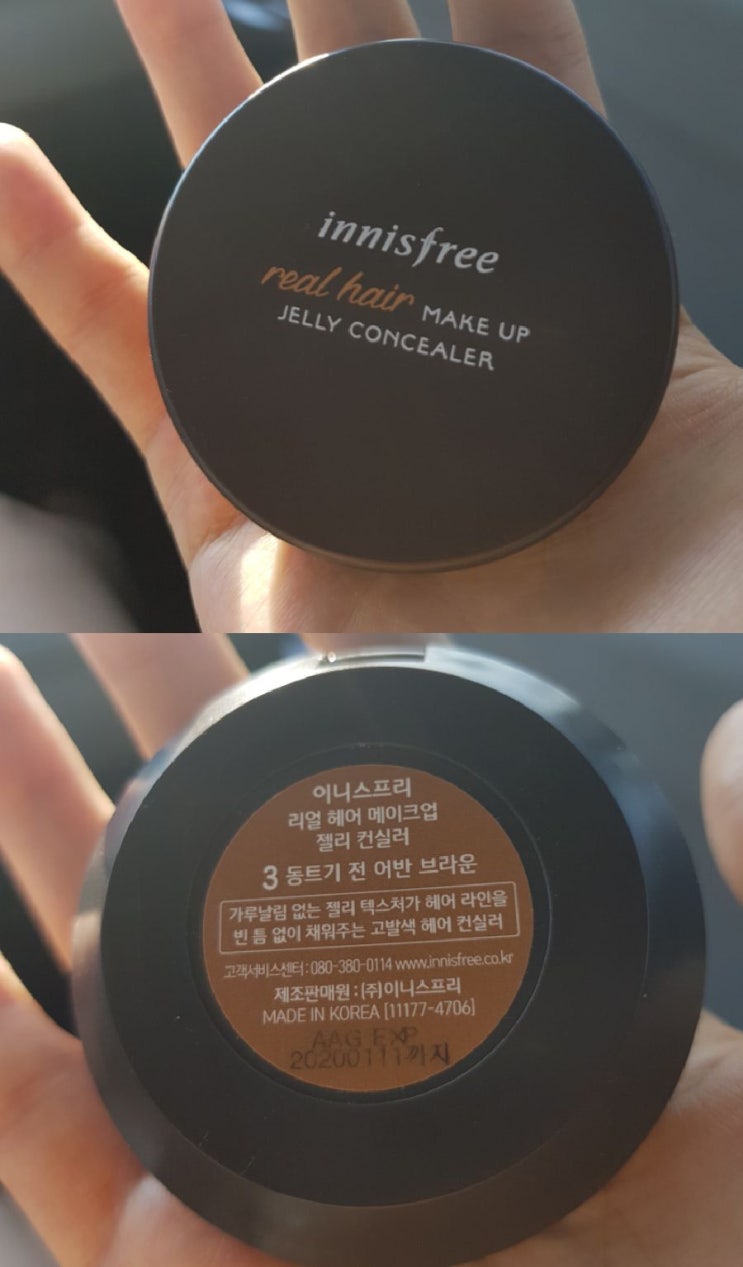 innisfree
real hair MAKE UP
JELLY CONCEALER
이니스프리
리얼 헤어 메이크업
젤리 컨실러
3 동트기 전 어반 브라운
가루날림 없는 젤리 텍스처가 헤어 라인을
빈 틈 없이 채워주는 고발색 헤어 컨실러
고객서비스센터 : 080-380-0114 www.innisfree.co.kr
제조판매원 : (주)이니스프리
MADE IN KOREA [11177-4706]
AAG EXP
20200111까지